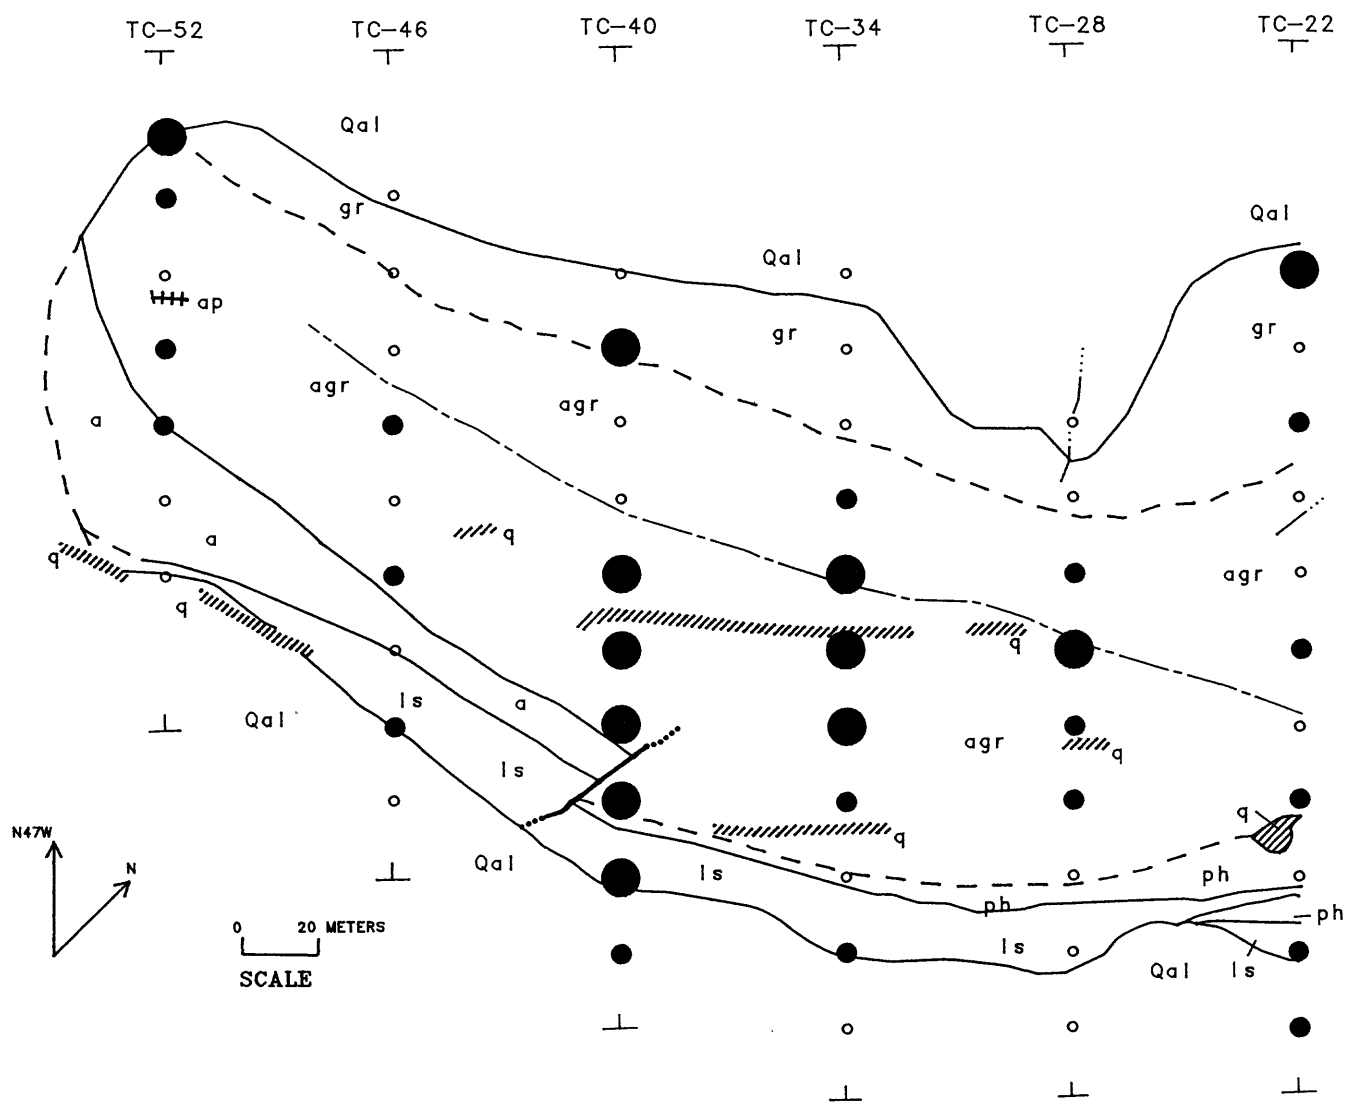 TC-52 TC-46 TC-40 TC-34 TC-28 TC-22
Qal
gr
Qal
Qal
ap
gr
gr
agr
agr
a
q
a
agr
q
q
q
Qal
ls
a
agr
q
ls
q
q
N47W
N
Qal
ls
ph
ph
ph
0 20 METERS
SCALE
ls
Qal
ls